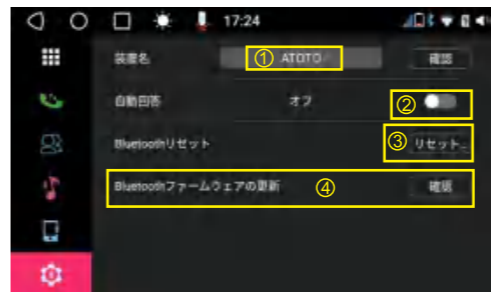 17:24
装置名 ① ATOTO 確認
自動回答 オフ ②
Bluetoothリセット ③ リセット
Bluetoothファームウェアの更新 ④ 確認